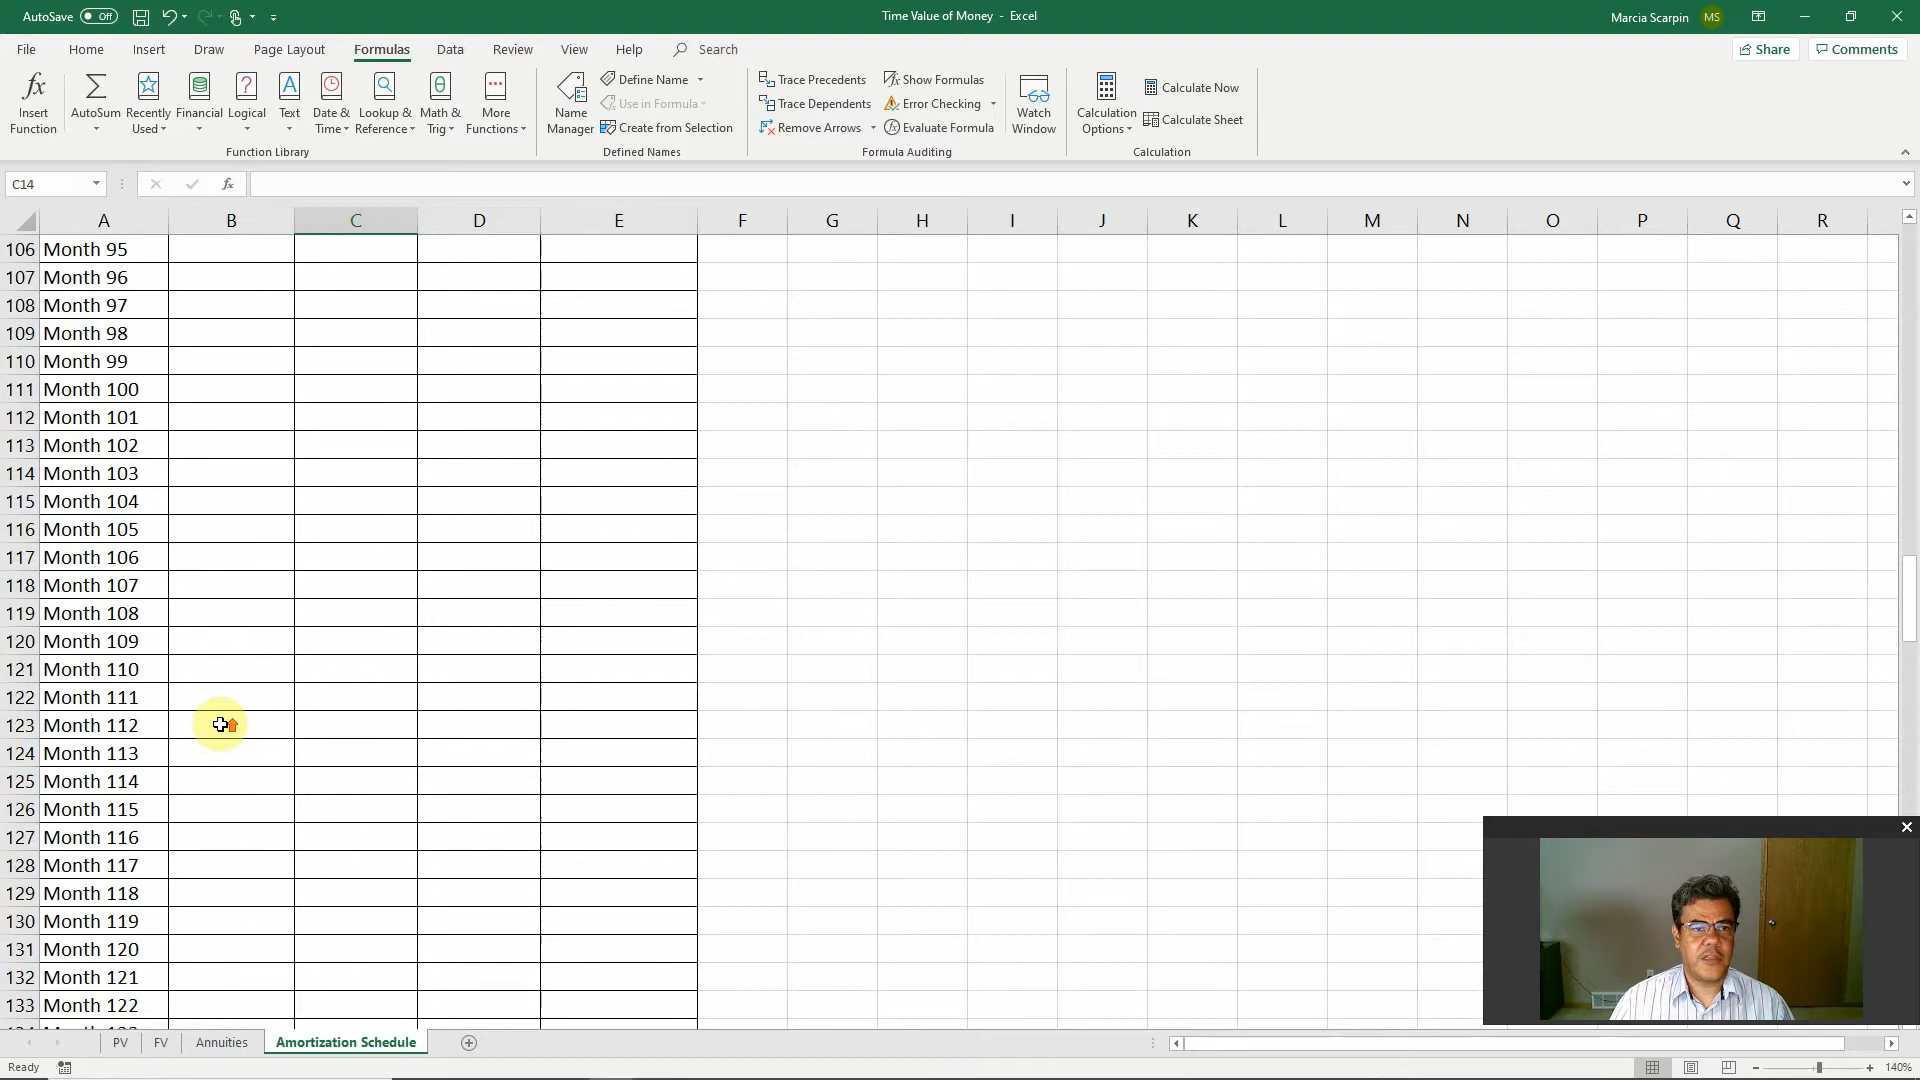 AutoSave Off
Time Value of Money - Excel
Marcia Scarpin MS
File Home Insert Draw Page Layout Formulas Data Review View Help Search
Share Comments
fx Insert Function
AutoSum
Recently Used
Financial
Logical
Text
Date & Time
Lookup & Reference
Math & Trig
More Functions
Function Library
Name Manager
Define Name
Use in Formula
Create from Selection
Defined Names
Trace Precedents
Trace Dependents
Remove Arrows
Show Formulas
Error Checking
Evaluate Formula
Formula Auditing
Watch Window
Calculation Options
Calculate Now
Calculate Sheet
Calculation
C14 fx
A B C D E F G H I J K L M N O P Q R
106 Month 95
107 Month 96
108 Month 97
109 Month 98
110 Month 99
111 Month 100
112 Month 101
113 Month 102
114 Month 103
115 Month 104
116 Month 105
117 Month 106
118 Month 107
119 Month 108
120 Month 109
121 Month 110
122 Month 111
123 Month 112
124 Month 113
125 Month 114
126 Month 115
127 Month 116
128 Month 117
129 Month 118
130 Month 119
131 Month 120
132 Month 121
133 Month 122
PV FV Annuities Amortization Schedule
Ready
140%